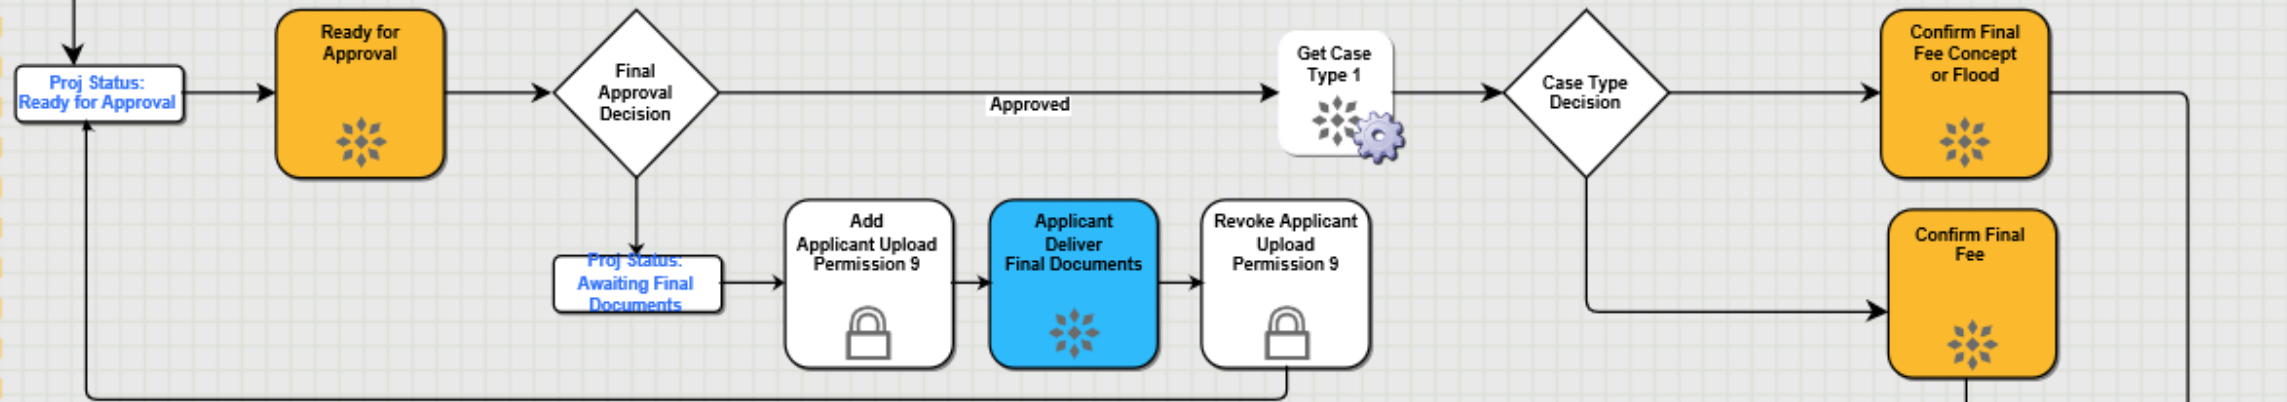 Proj Status:
Ready for Approval
Ready for
Approval
Final
Approval
Decision
Approved
Get Case
Type 1
Case Type
Decision
Confirm Final
Fee Concept
or Flood
Proj Status:
Awaiting Final
Documents
Add
Applicant Upload
Permission 9
Applicant
Deliver
Final Documents
Revoke Applicant
Upload
Permission 9
Confirm Final
Fee